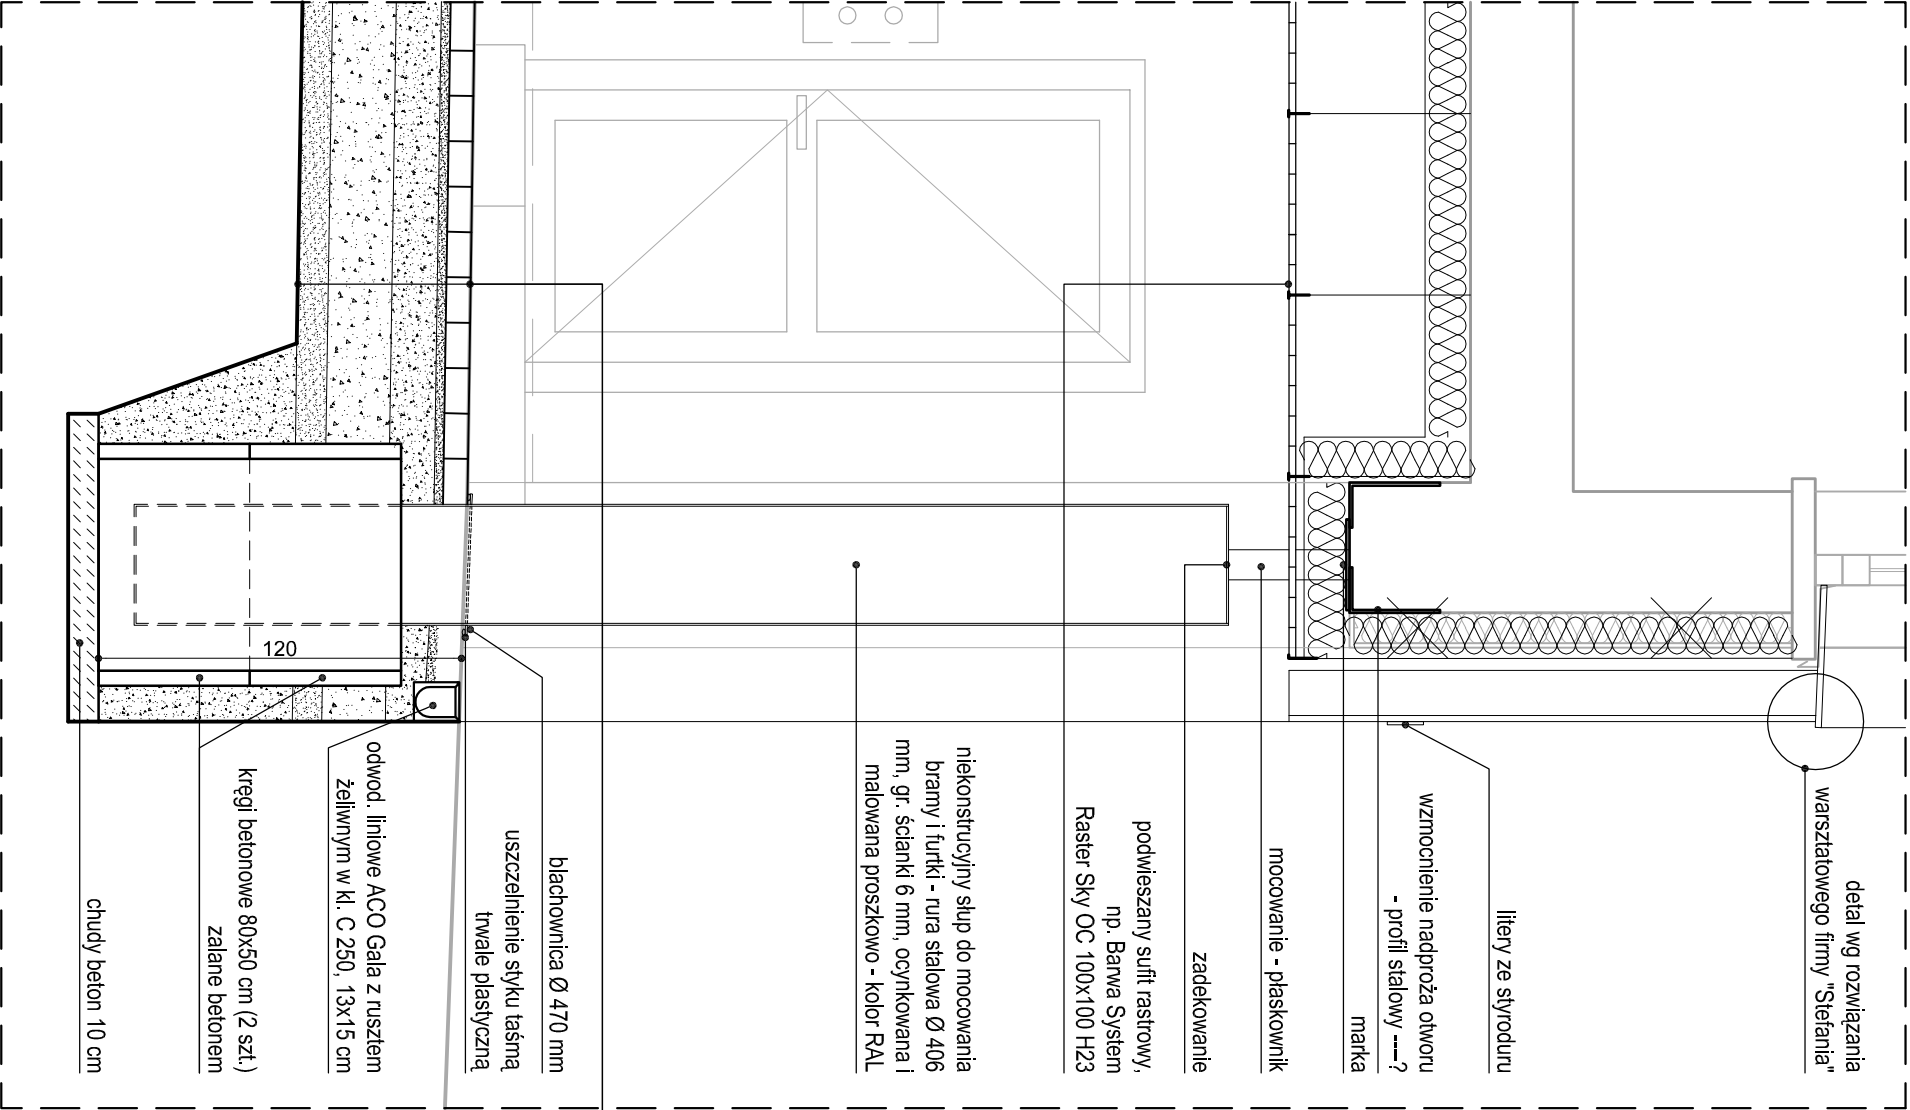 detal wg rozwiązania
warsztatowego firmy "Stefania"
litery ze styroduru
wzmocnienie nadproża otworu
- profil stalowy ----?
marka
mocowanie - płaskownik
zadekowanie
podwieszany sufit rastrowy,
np. Barwa System
Raster Sky OC 100x100 H23
niekonstrucyjny słup do mocowania
bramy i furtki - rura stalowa Ø 406
mm, gr. ścianki 6 mm, ocynkowana i
malowana proszkowo - kolor RAL
blachownica Ø 470 mm
uszczelnienie styku taśmą
trwale plastyczną
odwod. liniowe ACO Gala z rusztem
żeliwnym w kl. C 250, 13x15 cm
kręgi betonowe 80x50 cm (2 szt.)
zalane betonem
chudy beton 10 cm
120